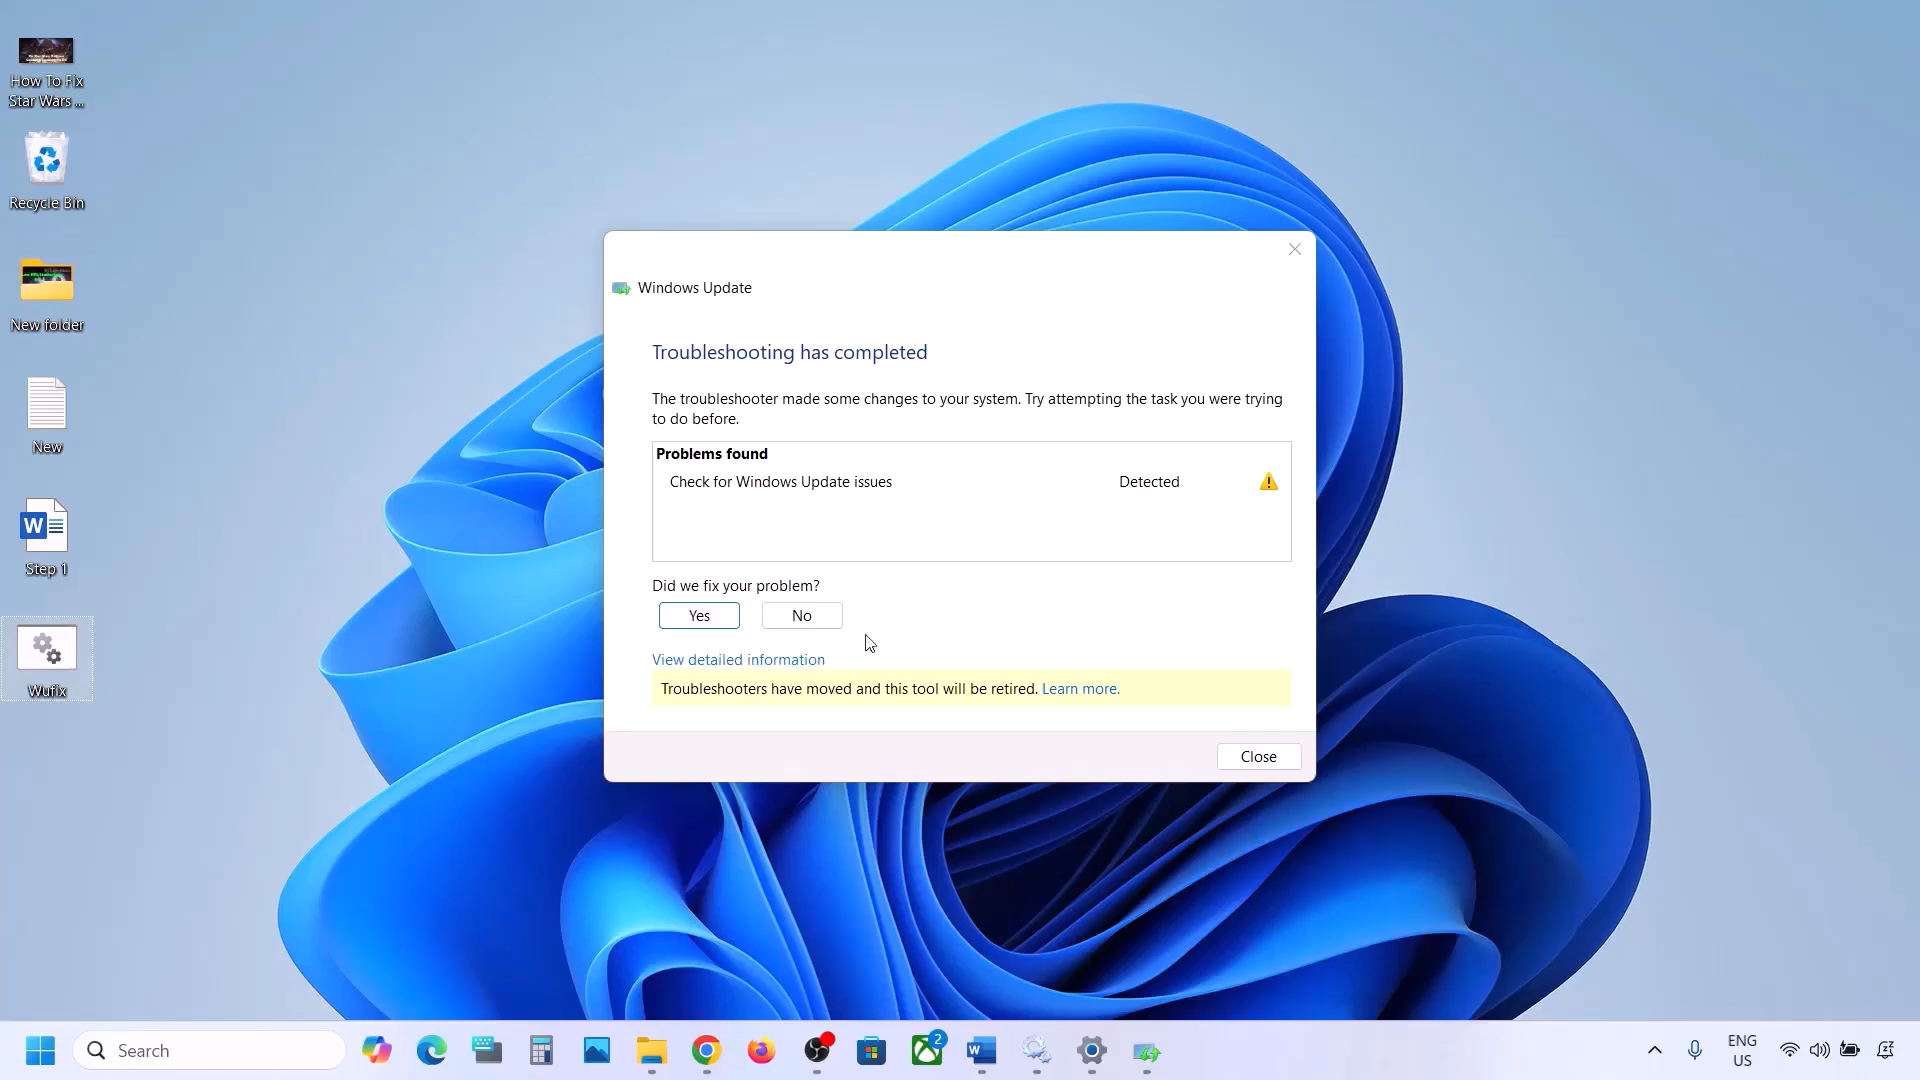 How To Fix
Star Wars ...
Recycle Bin
New folder
New
W
Step 1
Wufix
Windows Update
Troubleshooting has completed
The troubleshooter made some changes to your system. Try attempting the task you were trying
to do before.
Problems found
Check for Windows Update issues Detected
Did we fix your problem?
Yes No
View detailed information
Troubleshooters have moved and this tool will be retired. Learn more.
Close
Search
2
W
ENG
US